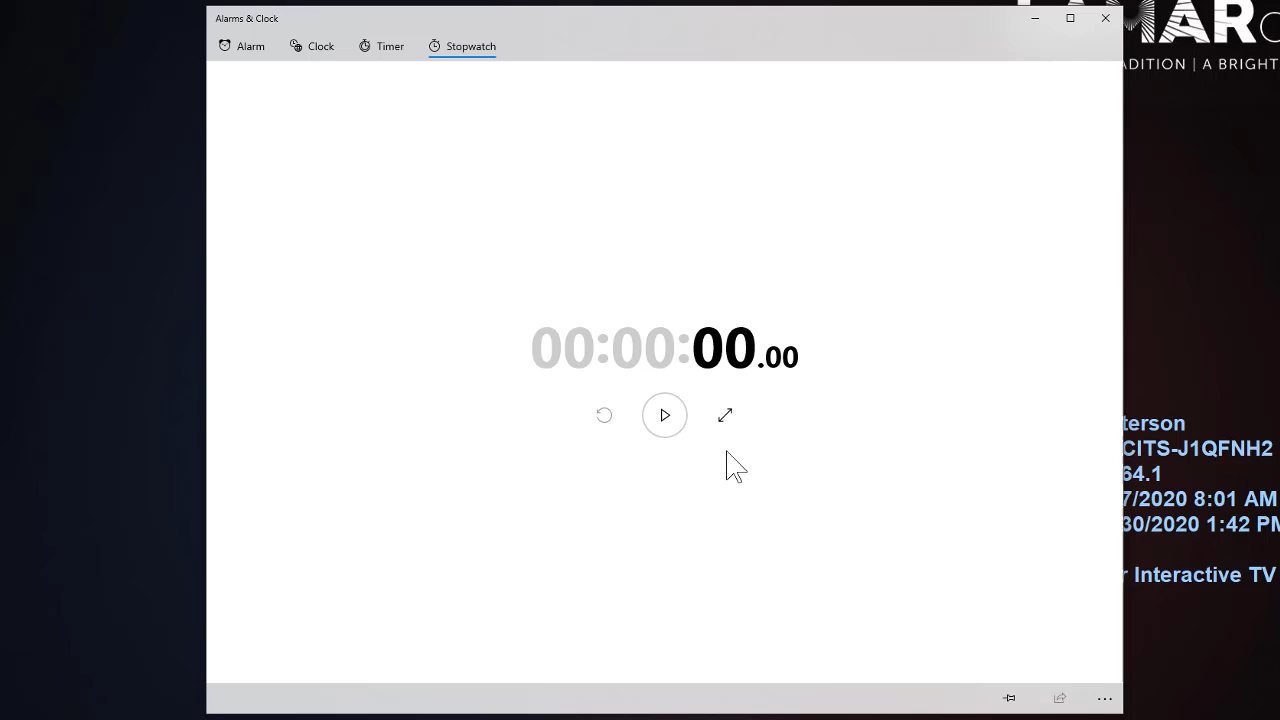 Alarms & Clock
Alarm
Clock
Timer
Stopwatch
ADITION | A BRIGHT
00:00:00.00
terson
CITS-J1QFNH2
64.1
7/2020 8:01 AM
30/2020 1:42 PM
r Interactive TV